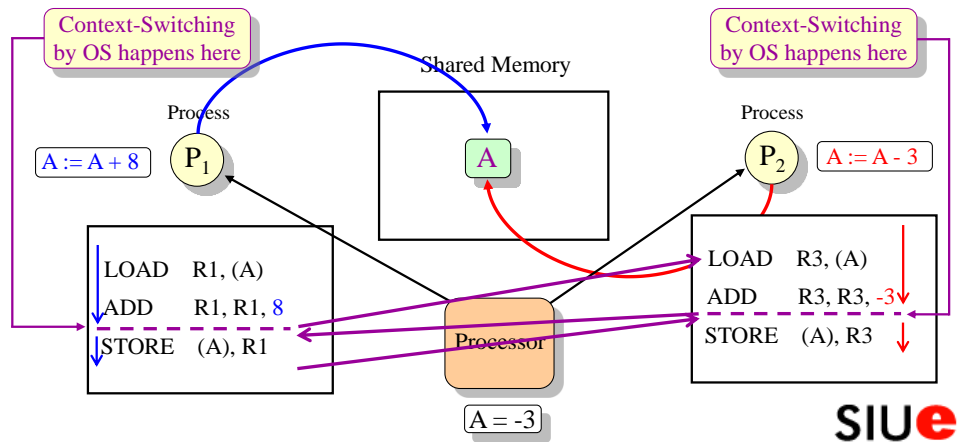 Context-Switching
by OS happens here
Context-Switching
by OS happens here
Shared Memory
Process
Process
A := A + 8
P1
A
P2
A := A - 3
LOAD R1, (A)
ADD R1, R1, 8
STORE (A), R1
LOAD R3, (A)
ADD R3, R3, -3
STORE (A), R3
Processor
A = -3
SIUe